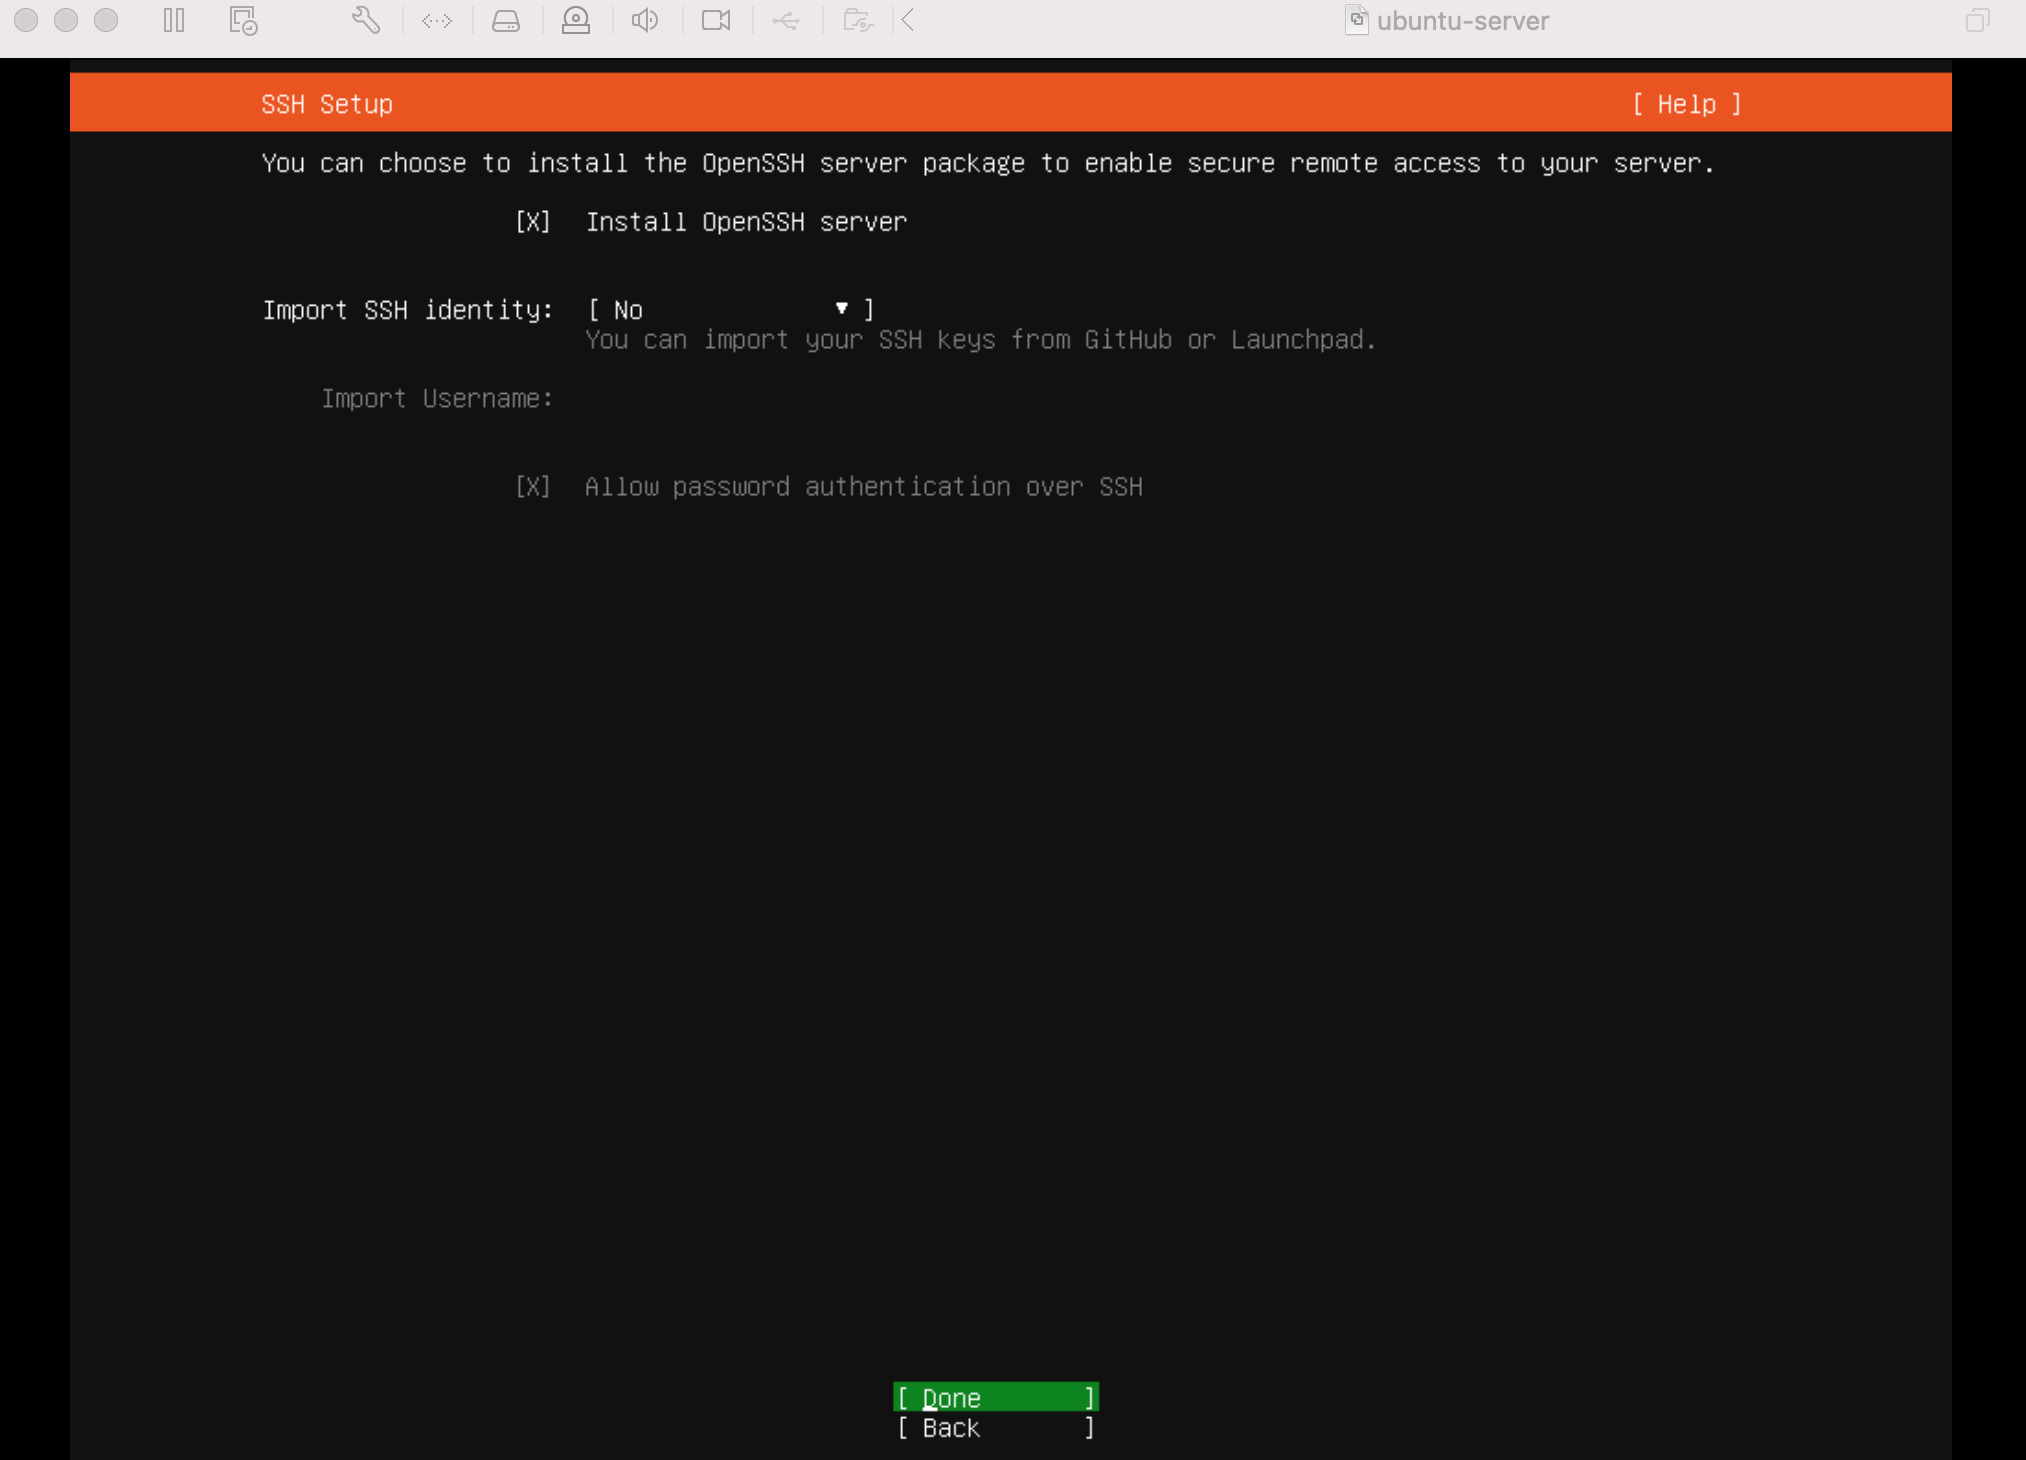 ubuntu-server
SSH Setup [ Help ]
You can choose to install the OpenSSH server package to enable secure remote access to your server.
[X] Install OpenSSH server
Import SSH identity: [ No ▾ ]
You can import your SSH keys from GitHub or Launchpad.
Import Username:
[X] Allow password authentication over SSH
[ Done ]
[ Back ]